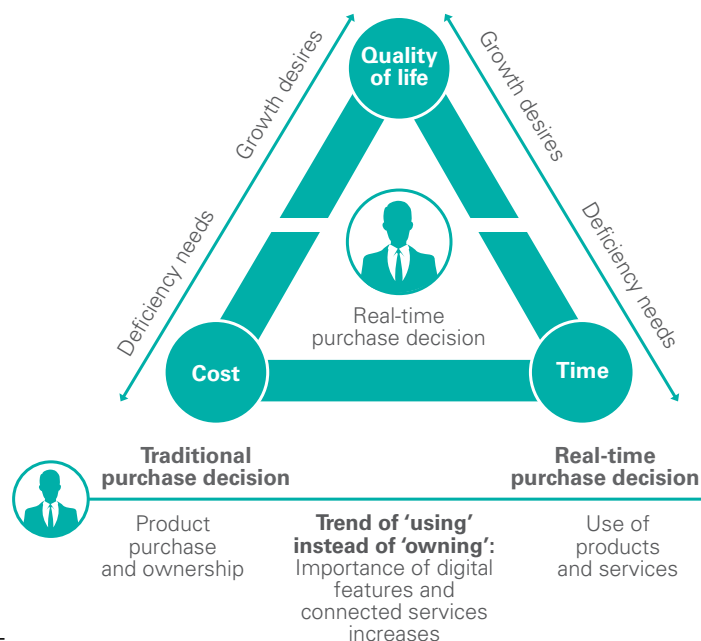 Quality
of life
Growth desires
Growth desires
Deficiency needs
Deficiency needs
Real-time
purchase decision
Cost
Time
Traditional
purchase decision
Real-time
purchase decision
Product
purchase
and ownership
Trend of ‘using’
instead of ‘owning’:
Importance of digital
features and
connected services
increases
Use of
products
and services